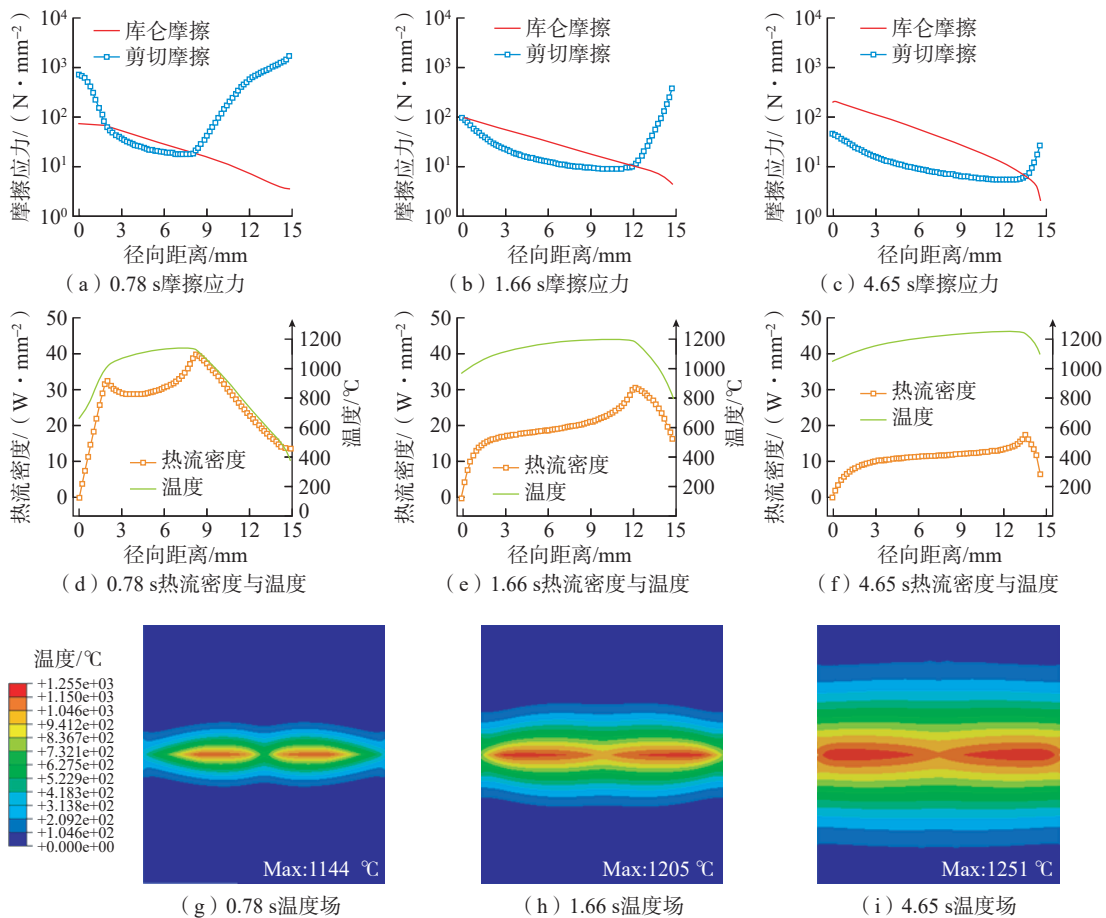 10⁴
10³
10²
10¹
10⁰
摩擦应力/（N·mm⁻²）
库仑摩擦
剪切摩擦
0 3 6 9 12 15
径向距离/mm
（a）0.78 s摩擦应力
10⁴
10³
10²
10¹
10⁰
摩擦应力/（N·mm⁻²）
库仑摩擦
剪切摩擦
0 3 6 9 12 15
径向距离/mm
（b）1.66 s摩擦应力
10⁴
10³
10²
10¹
10⁰
摩擦应力/（N·mm⁻²）
库仑摩擦
剪切摩擦
0 3 6 9 12 15
径向距离/mm
（c）4.65 s摩擦应力
50
40
30
20
10
0
热流密度/（W·mm⁻²）
热流密度
温度
1200
1000
800
600
400
200
0
温度/℃
0 3 6 9 12 15
径向距离/mm
（d）0.78 s热流密度与温度
50
40
30
20
10
0
热流密度/（W·mm⁻²）
热流密度
温度
1200
1000
800
600
400
200
温度/℃
0 3 6 9 12 15
径向距离/mm
（e）1.66 s热流密度与温度
50
40
30
20
10
0
热流密度/（W·mm⁻²）
热流密度
温度
1200
1000
800
600
400
200
0 3 6 9 12 15
径向距离/mm
（f）4.65 s热流密度与温度
温度/℃
+1.255e+03
+1.150e+03
+1.046e+03
+9.412e+02
+8.367e+02
+7.321e+02
+6.275e+02
+5.229e+02
+4.183e+02
+3.138e+02
+2.092e+02
+1.046e+02
+0.000e+00
Max:1144 ℃
（g）0.78 s温度场
Max:1205 ℃
（h）1.66 s温度场
Max:1251 ℃
（i）4.65 s温度场